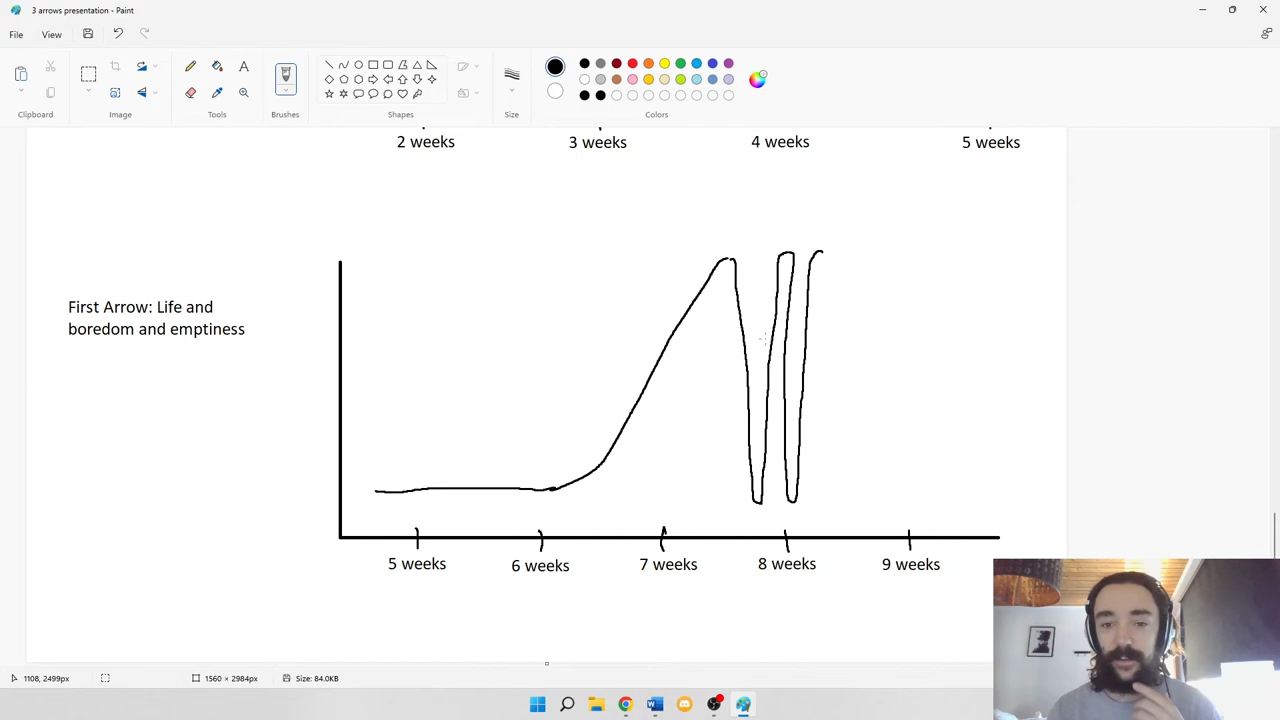 3 arrows presentation - Paint
File
View
Clipboard
Image
Tools
Brushes
Shapes
Size
Colors
2 weeks
3 weeks
4 weeks
5 weeks
First Arrow: Life and
boredom and emptiness
5 weeks
6 weeks
7 weeks
8 weeks
9 weeks
1108, 2499px
1560 × 2984px
Size: 84.0KB